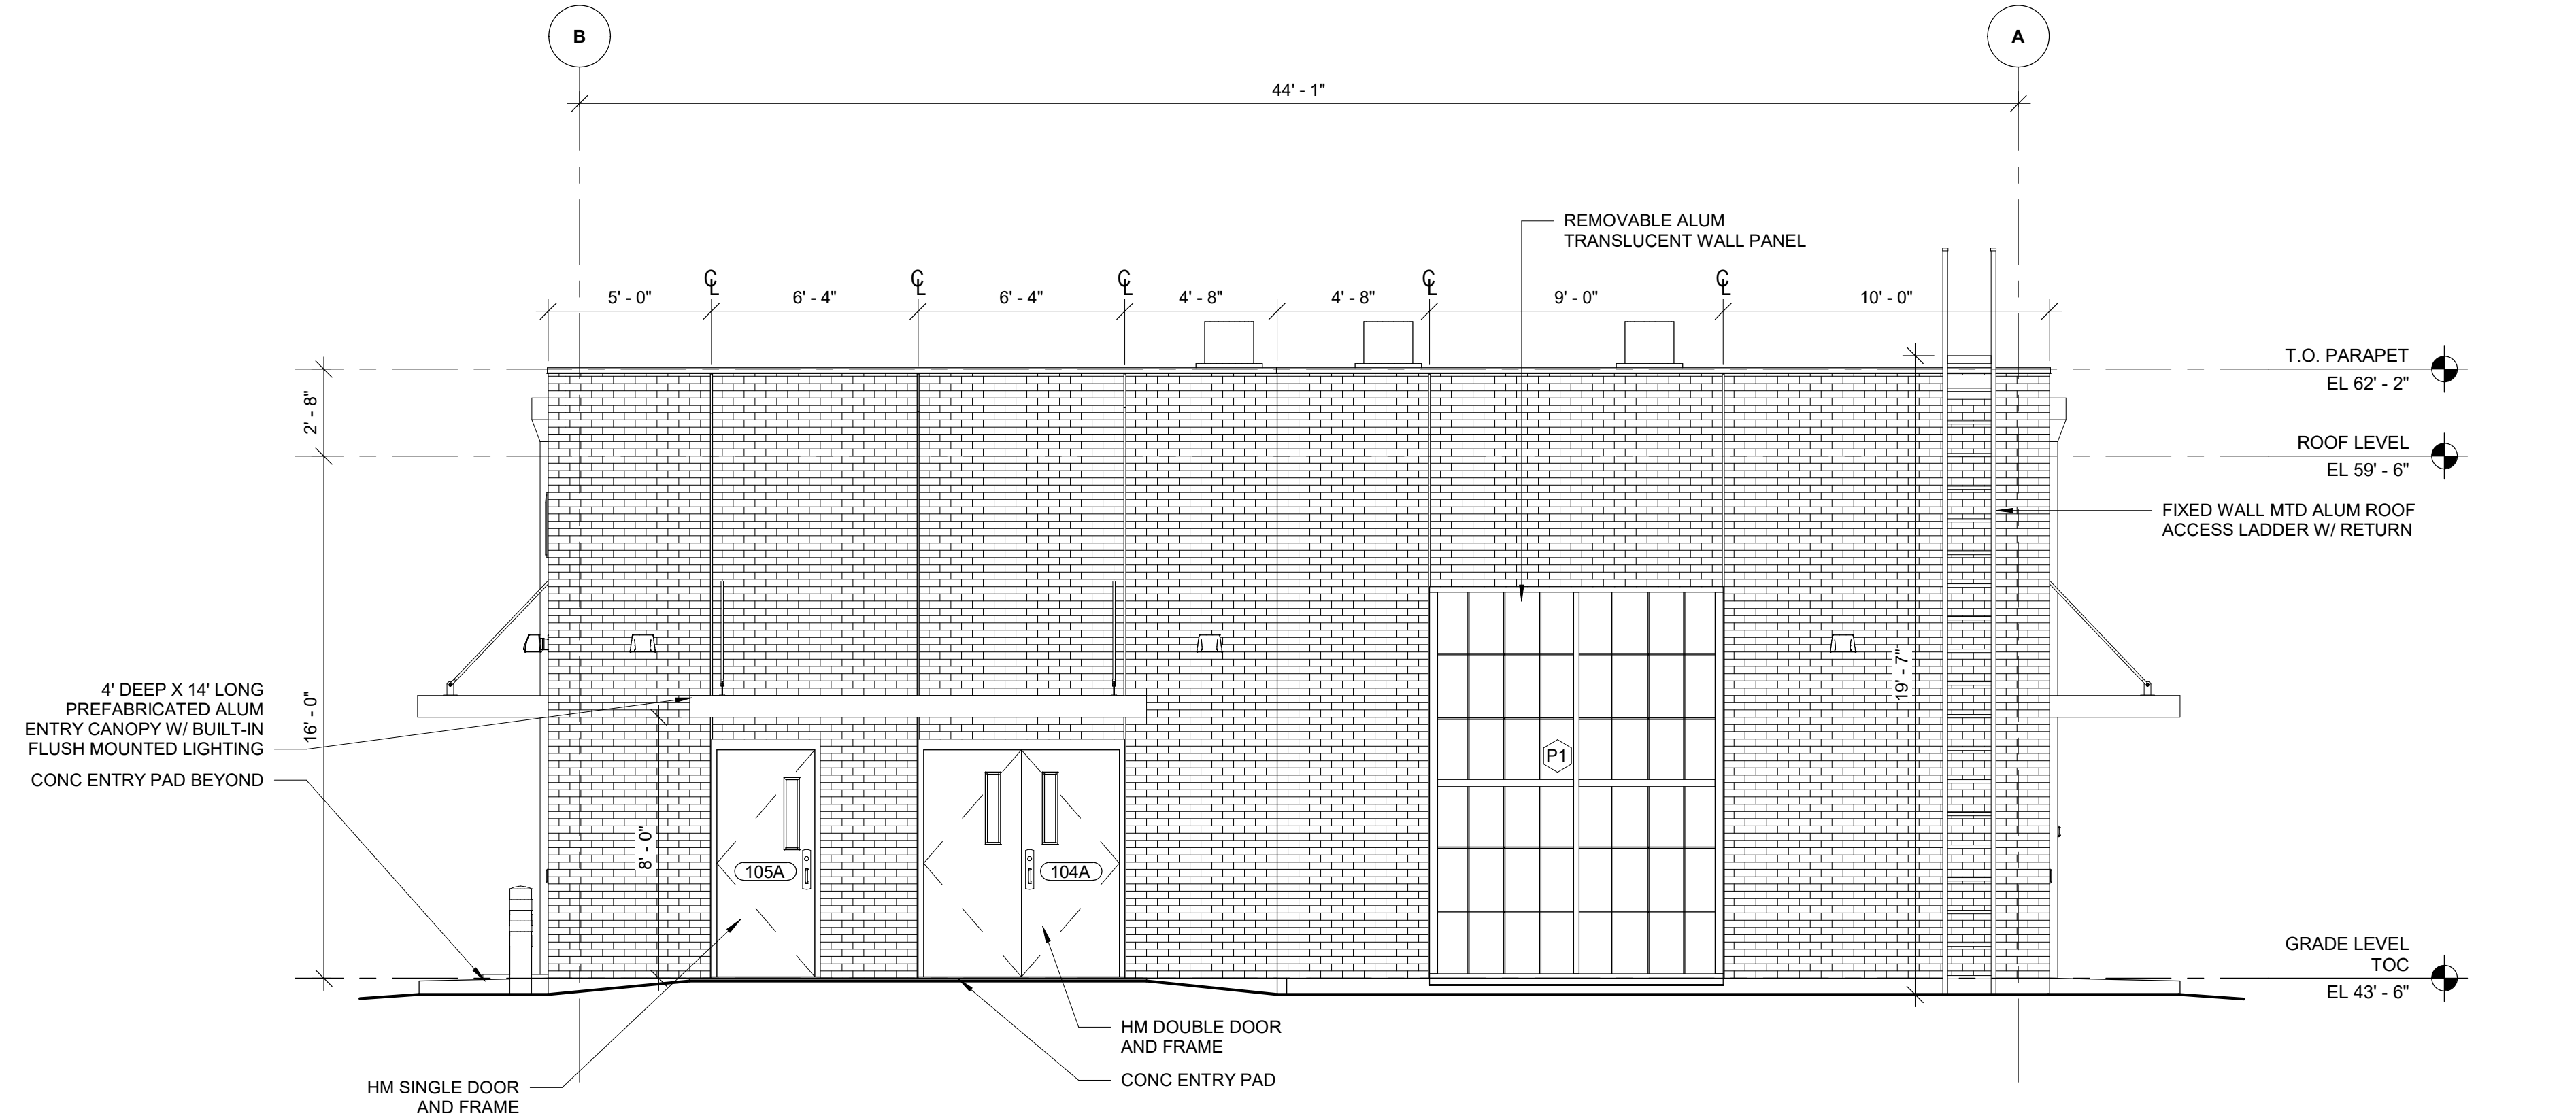 B
A
44' - 1"
REMOVABLE ALUM
TRANSLUCENT WALL PANEL
℄
℄
℄
℄
℄
5' - 0"
6' - 4"
6' - 4"
4' - 8"
4' - 8"
9' - 0"
10' - 0"
T.O. PARAPET
EL 62' - 2"
2' - 8"
ROOF LEVEL
EL 59' - 6"
FIXED WALL MTD ALUM ROOF
ACCESS LADDER W/ RETURN
19' - 7"
4' DEEP X 14' LONG
PREFABRICATED ALUM
ENTRY CANOPY W/ BUILT-IN
FLUSH MOUNTED LIGHTING
16' - 0"
CONC ENTRY PAD BEYOND
P1
8' - 0"
105A
104A
GRADE LEVEL
TOC
EL 43' - 6"
HM DOUBLE DOOR
AND FRAME
CONC ENTRY PAD
HM SINGLE DOOR
AND FRAME